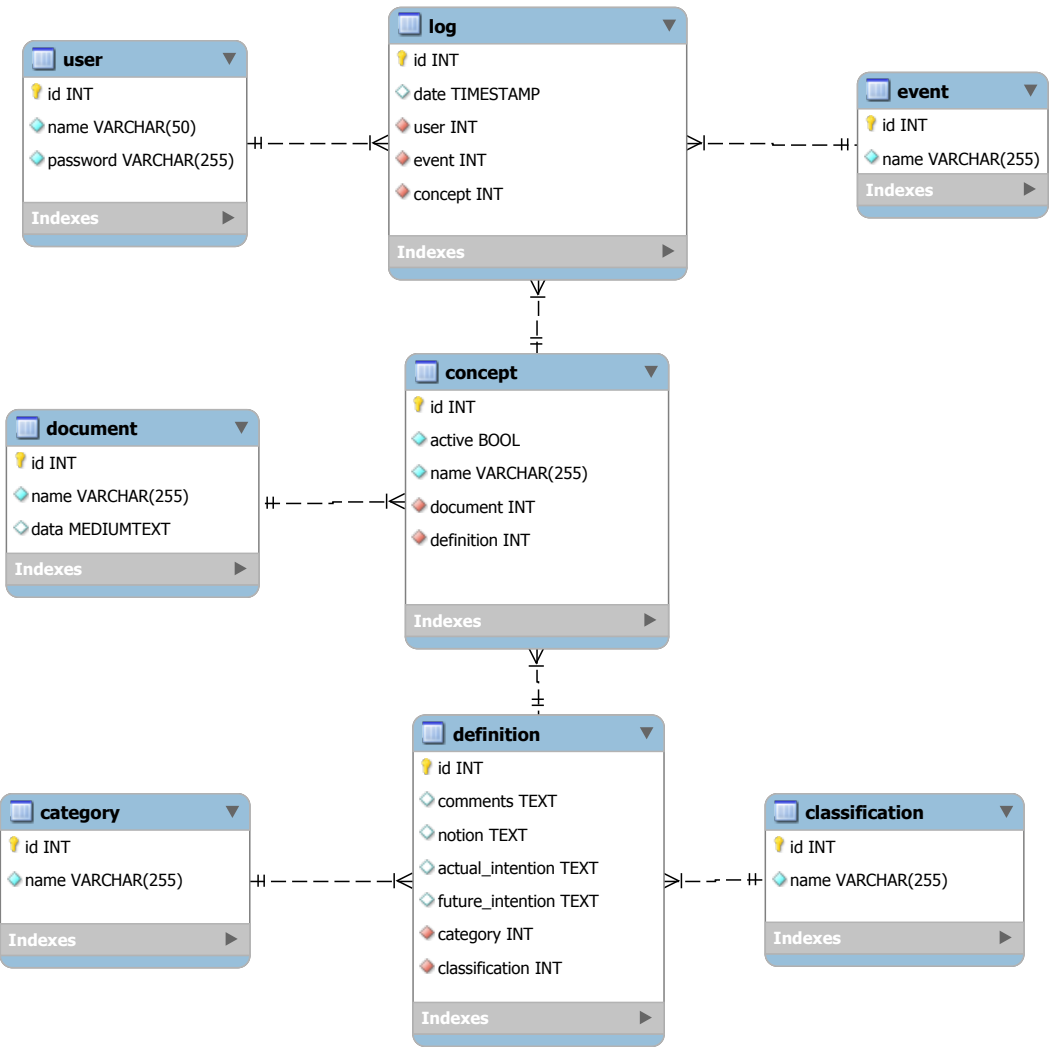 log
id INT
date TIMESTAMP
user INT
event INT
concept INT
Indexes
user
id INT
name VARCHAR(50)
password VARCHAR(255)
Indexes
event
id INT
name VARCHAR(255)
Indexes
concept
id INT
active BOOL
name VARCHAR(255)
document INT
definition INT
Indexes
document
id INT
name VARCHAR(255)
data MEDIUMTEXT
Indexes
definition
id INT
comments TEXT
notion TEXT
actual_intention TEXT
future_intention TEXT
category INT
classification INT
Indexes
category
id INT
name VARCHAR(255)
Indexes
classification
id INT
name VARCHAR(255)
Indexes